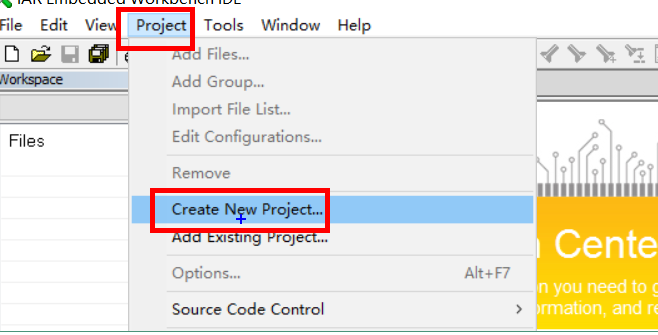 IAR Embedded Workbench IDE
File Edit View Project Tools Window Help
Workspace
Files
Add Files...
Add Group...
Import File List...
Edit Configurations...
Remove
Create New Project...
Add Existing Project...
Options... Alt+F7
Source Code Control >
Cente
n you need to g
ormation, and re